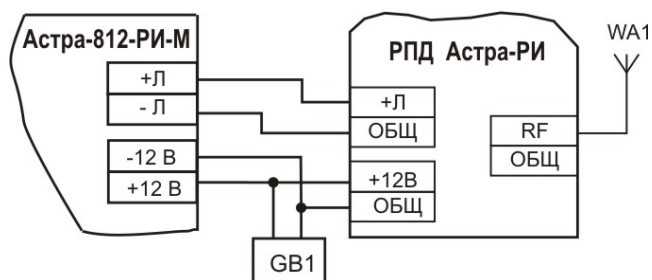 Астра-812-РИ-М
+Л
- Л
-12 В
+12 В
РПД Астра-РИ
+Л
ОБЩ
+12В
ОБЩ
RF
ОБЩ
WA1
GB1